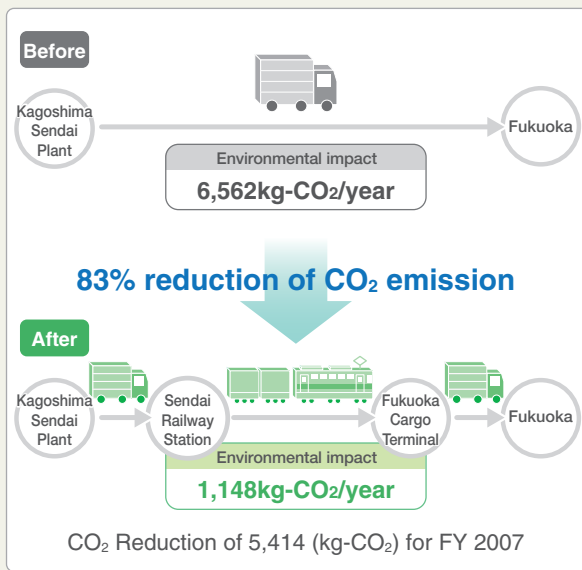 Before
Kagoshima
Sendai
Plant
Fukuoka
Environmental impact
6,562kg-CO₂/year
83% reduction of CO₂ emission
After
Kagoshima
Sendai
Plant
Sendai
Railway
Station
Fukuoka
Cargo
Terminal
Fukuoka
Environmental impact
1,148kg-CO₂/year
CO₂ Reduction of 5,414 (kg-CO₂) for FY 2007